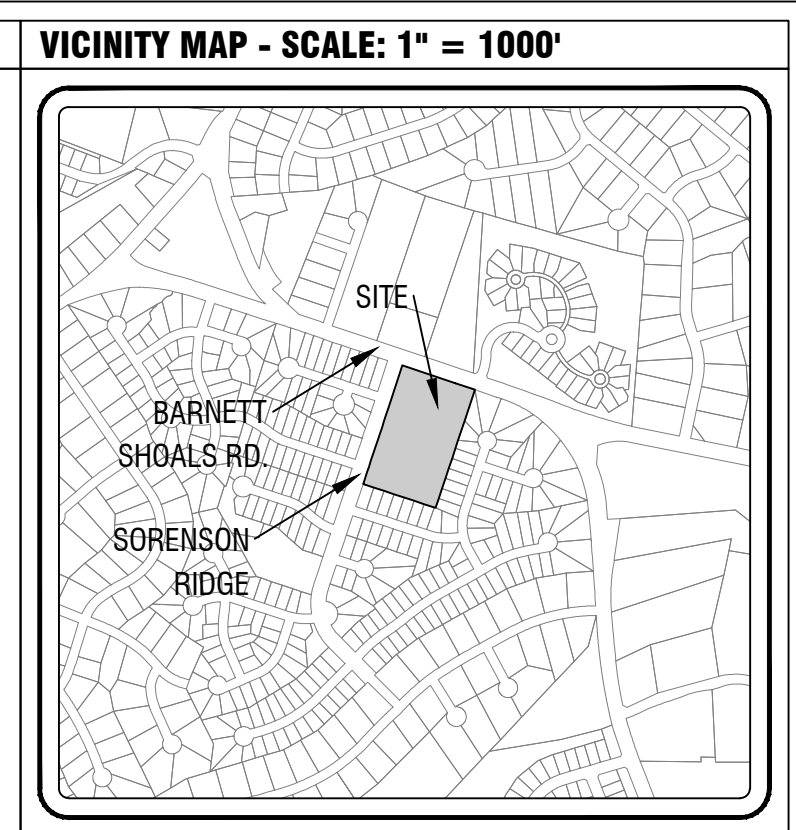 VICINITY MAP - SCALE: 1" = 1000'
SITE
BARNETT
SHOALS RD.
SORENSON
RIDGE